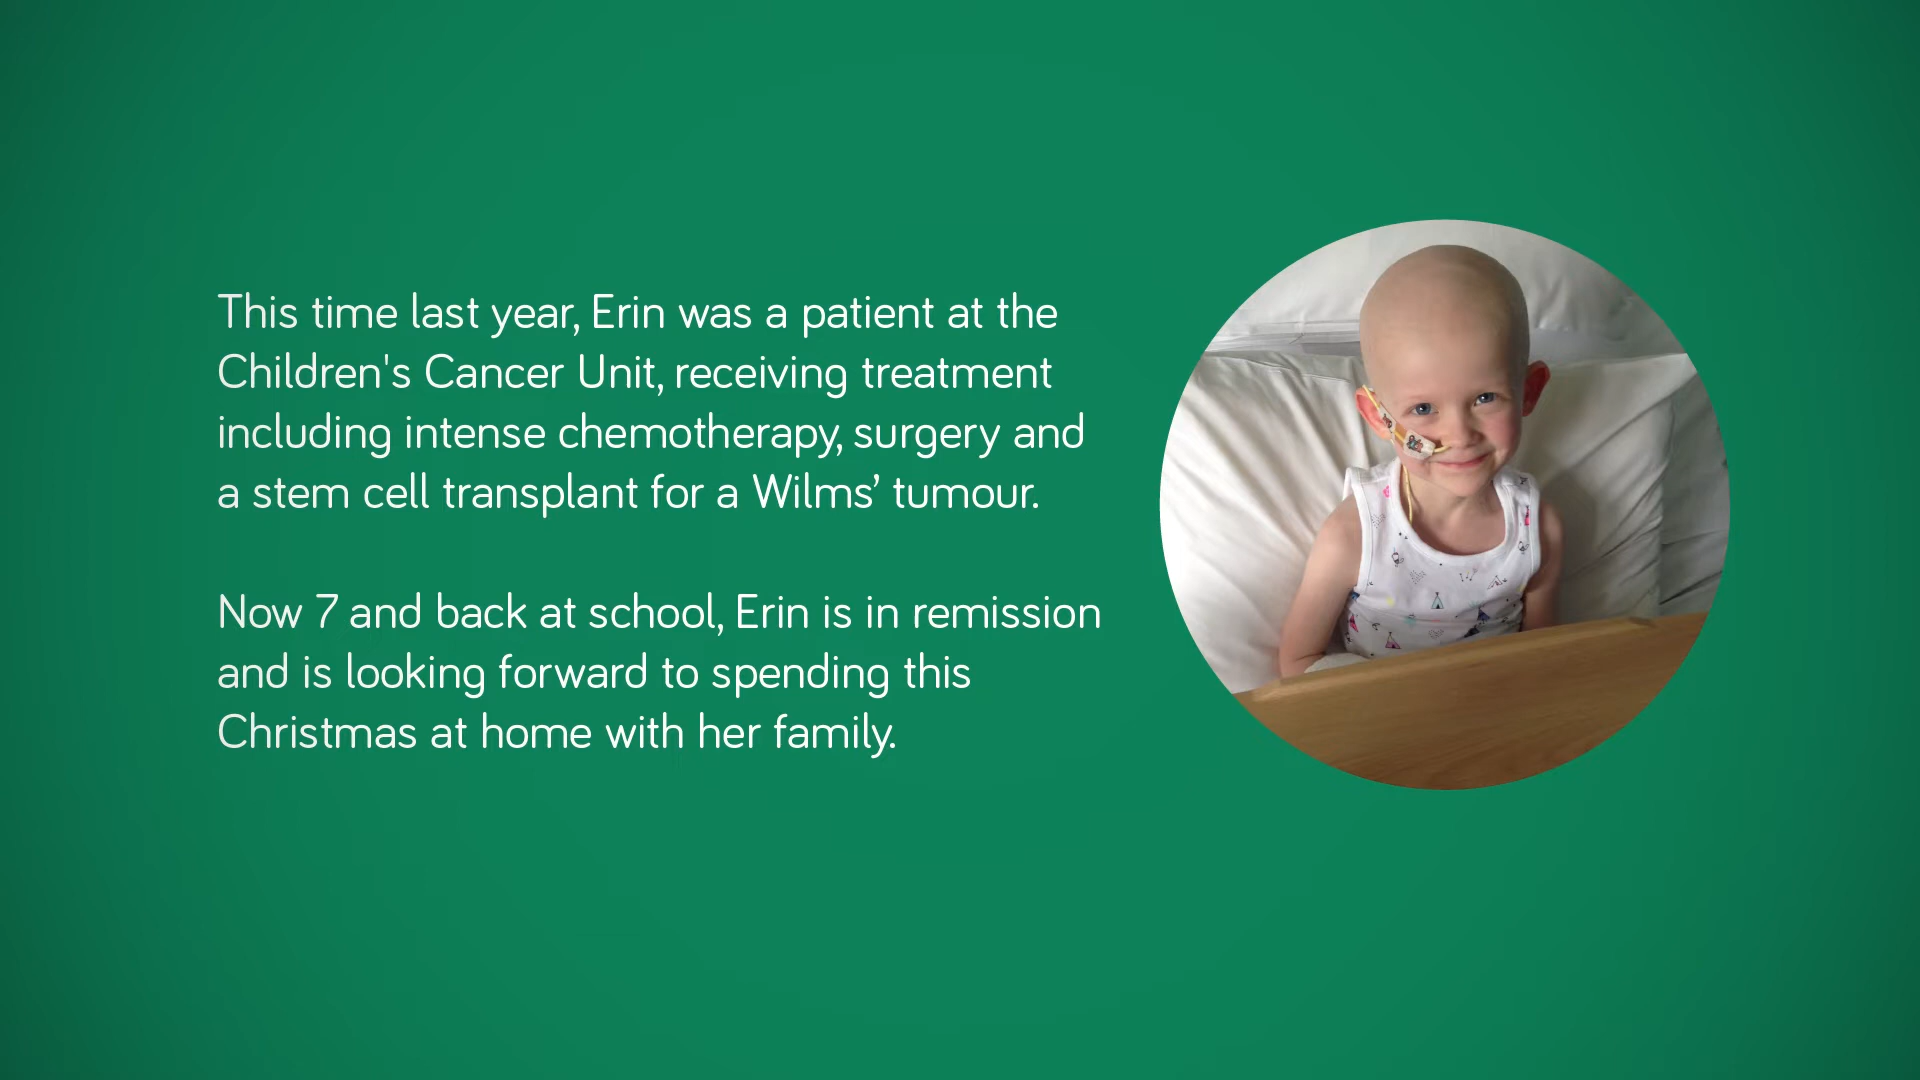 This time last year, Erin was a patient at the
Children's Cancer Unit, receiving treatment
including intense chemotherapy, surgery and
a stem cell transplant for a Wilms’ tumour.
Now 7 and back at school, Erin is in remission
and is looking forward to spending this
Christmas at home with her family.